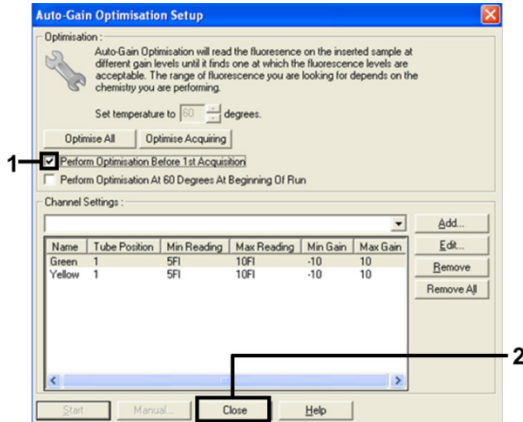 Auto-Gain Optimisation Setup
Optimisation :
Auto-Gain Optimisation will read the fluoresence on the inserted sample at
different gain levels until it finds one at which the fluorescence levels are
acceptable. The range of fluorescence you are looking for depends on the
chemistry you are performing.
Set temperature to 60 degrees.
Optimise All Optimise Acquiring
1
Perform Optimisation Before 1st Acquisition
Perform Optimisation At 60 Degrees At Beginning Of Run
Channel Settings :
Add...
Name Tube Position Min Reading Max Reading Min Gain Max Gain
Edit...
Green 1 5Fl 10Fl -10 10
Yellow 1 5Fl 10Fl -10 10
Remove
Remove All
2
Start Manual... Close Help